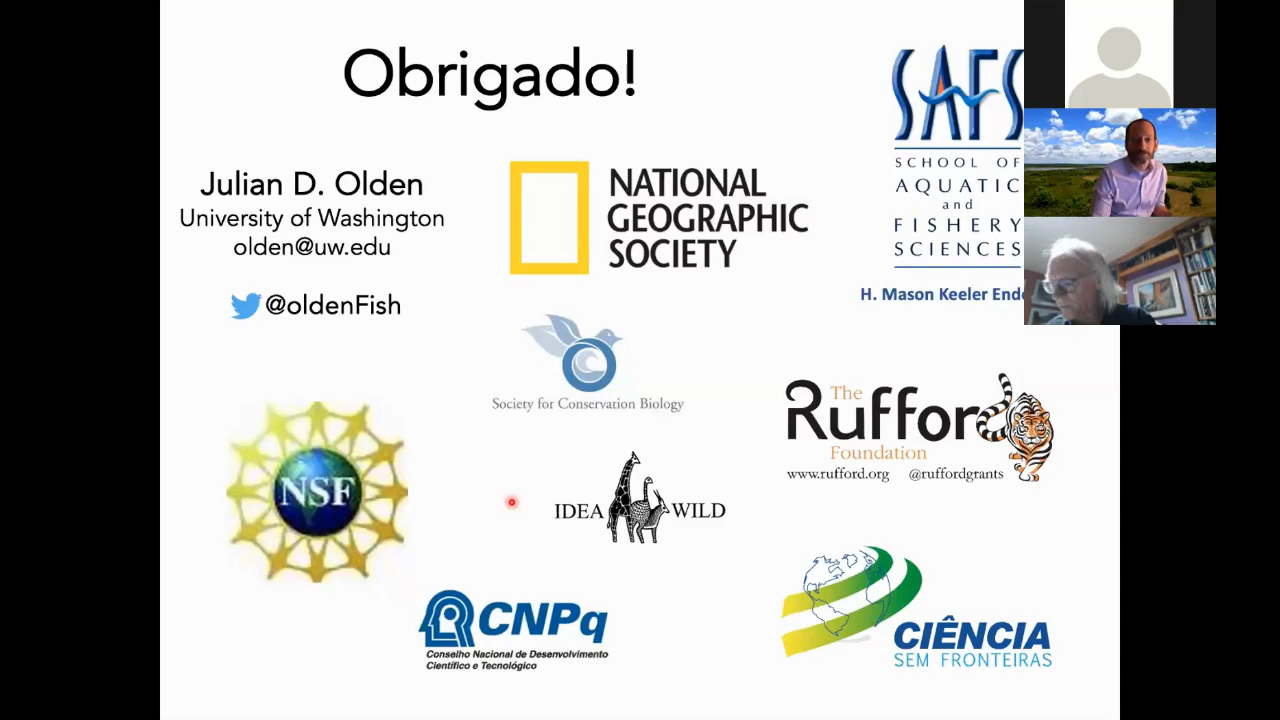 Obrigado!
Julian D. Olden
University of Washington
olden@uw.edu
@oldenFish
NATIONAL
GEOGRAPHIC
SOCIETY
SAFS
SCHOOL OF
AQUATIC
and
FISHERY
SCIENCES
H. Mason Keeler
Society for Conservation Biology
The
Rufford
Foundation
www.rufford.org @ruffordgrants
NSF
IDEA WILD
CNPq
Conselho Nacional de Desenvolvimento
Científico e Tecnológico
CIÊNCIA
SEM FRONTEIRAS